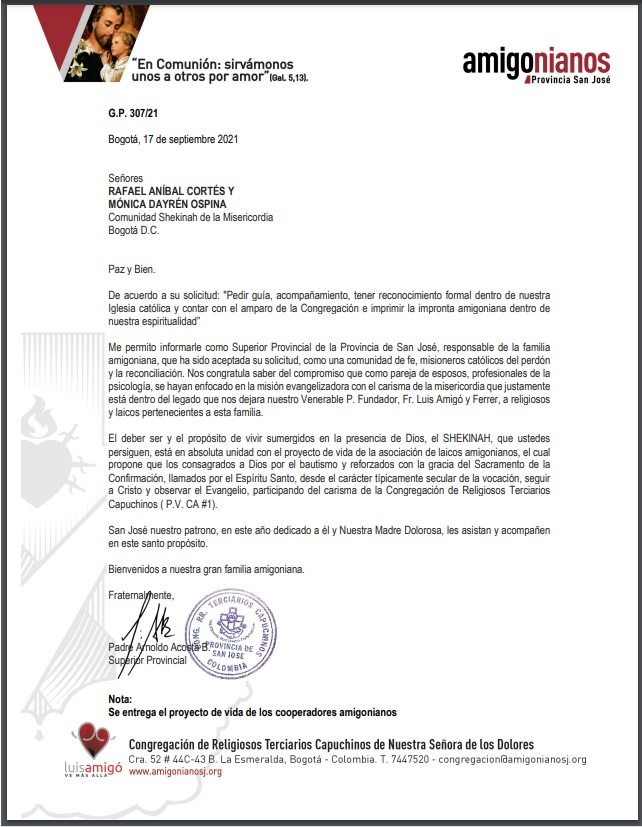 "En Comunión: sirvámonos
unos a otros por amor"(Gal. 5,13).
amigonianos
Provincia San José
G.P. 307/21
Bogotá, 17 de septiembre 2021
Señores
RAFAEL ANÍBAL CORTÉS Y
MÓNICA DAYRÉN OSPINA
Comunidad Shekinah de la Misericordia
Bogotá D.C.
Paz y Bien.
De acuerdo a su solicitud: "Pedir guía, acompañamiento, tener reconocimiento formal dentro de nuestra
Iglesia católica y contar con el amparo de la Congregación e imprimir la impronta amigoniana dentro de
nuestra espiritualidad"
Me permito informarle como Superior Provincial de la Provincia de San José, responsable de la familia
amigoniana, que ha sido aceptada su solicitud, como una comunidad de fe, misioneros católicos del perdón
y la reconciliación. Nos congratula saber del compromiso que como pareja de esposos, profesionales de la
psicología, se hayan enfocado en la misión evangelizadora con el carisma de la misericordia que justamente
está dentro del legado que nos dejara nuestro Venerable P. Fundador, Fr. Luis Amigó y Ferrer, a religiosos
y laicos pertenecientes a esta familia.
El deber ser y el propósito de vivir sumergidos en la presencia de Dios, el SHEKINAH, que ustedes
persiguen, está en absoluta unidad con el proyecto de vida de la asociación de laicos amigonianos, el cual
propone que los consagrados a Dios por el bautismo y reforzados con la gracia del Sacramento de la
Confirmación, llamados por el Espíritu Santo, desde el carácter típicamente secular de la vocación, seguir
a Cristo y observar el Evangelio, participando del carisma de la Congregación de Religiosos Terciarios
Capuchinos ( P.V. CA #1).
San José nuestro patrono, en este año dedicado a él y Nuestra Madre Dolorosa, les asistan y acompañen
en este santo propósito.
Bienvenidos a nuestra gran familia amigoniana.
Fraternalmente,
Padre Arnoldo Acosta B.
Superior Provincial
CONG. RR. TERCIARIOS CAPUCHINOS
PROVINCIA DE
SAN JOSE
COLOMBIA
Nota:
Se entrega el proyecto de vida de los cooperadores amigonianos
luisamigó
VE MÁS ALLÁ
Congregación de Religiosos Terciarios Capuchinos de Nuestra Señora de los Dolores
Cra. 52 # 44C-43 B. La Esmeralda, Bogotá - Colombia. T. 7447520 - congregacion@amigonianosj.org
www.amigonianosj.org